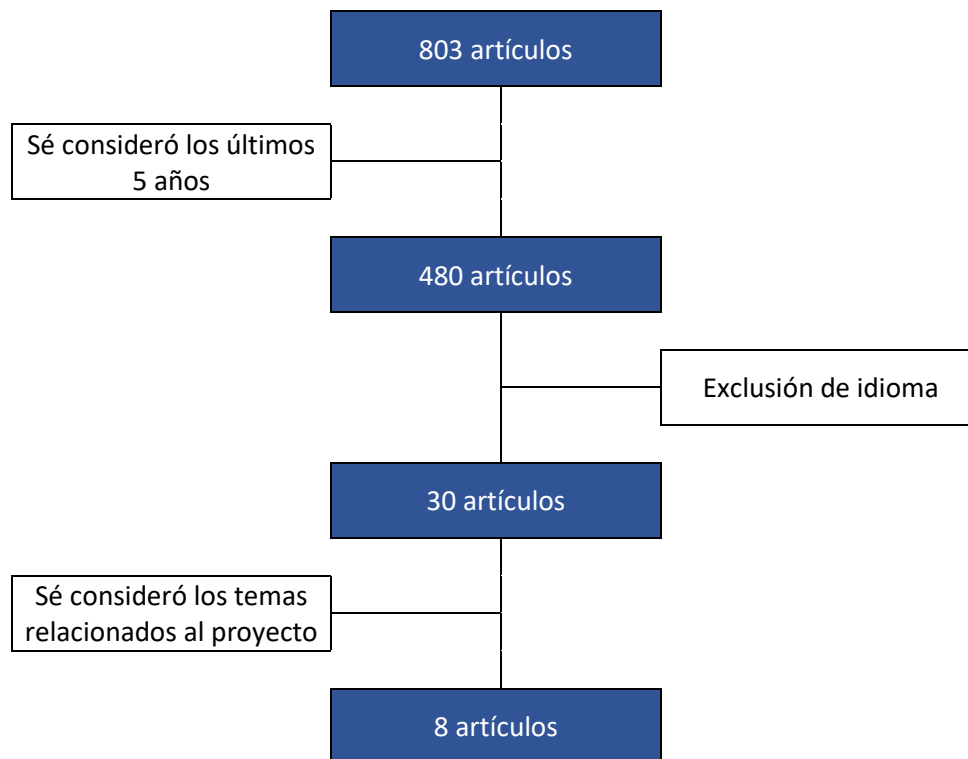 803 artículos
Sé consideró los últimos
5 años
480 artículos
Exclusión de idioma
30 artículos
Sé consideró los temas
relacionados al proyecto
8 artículos